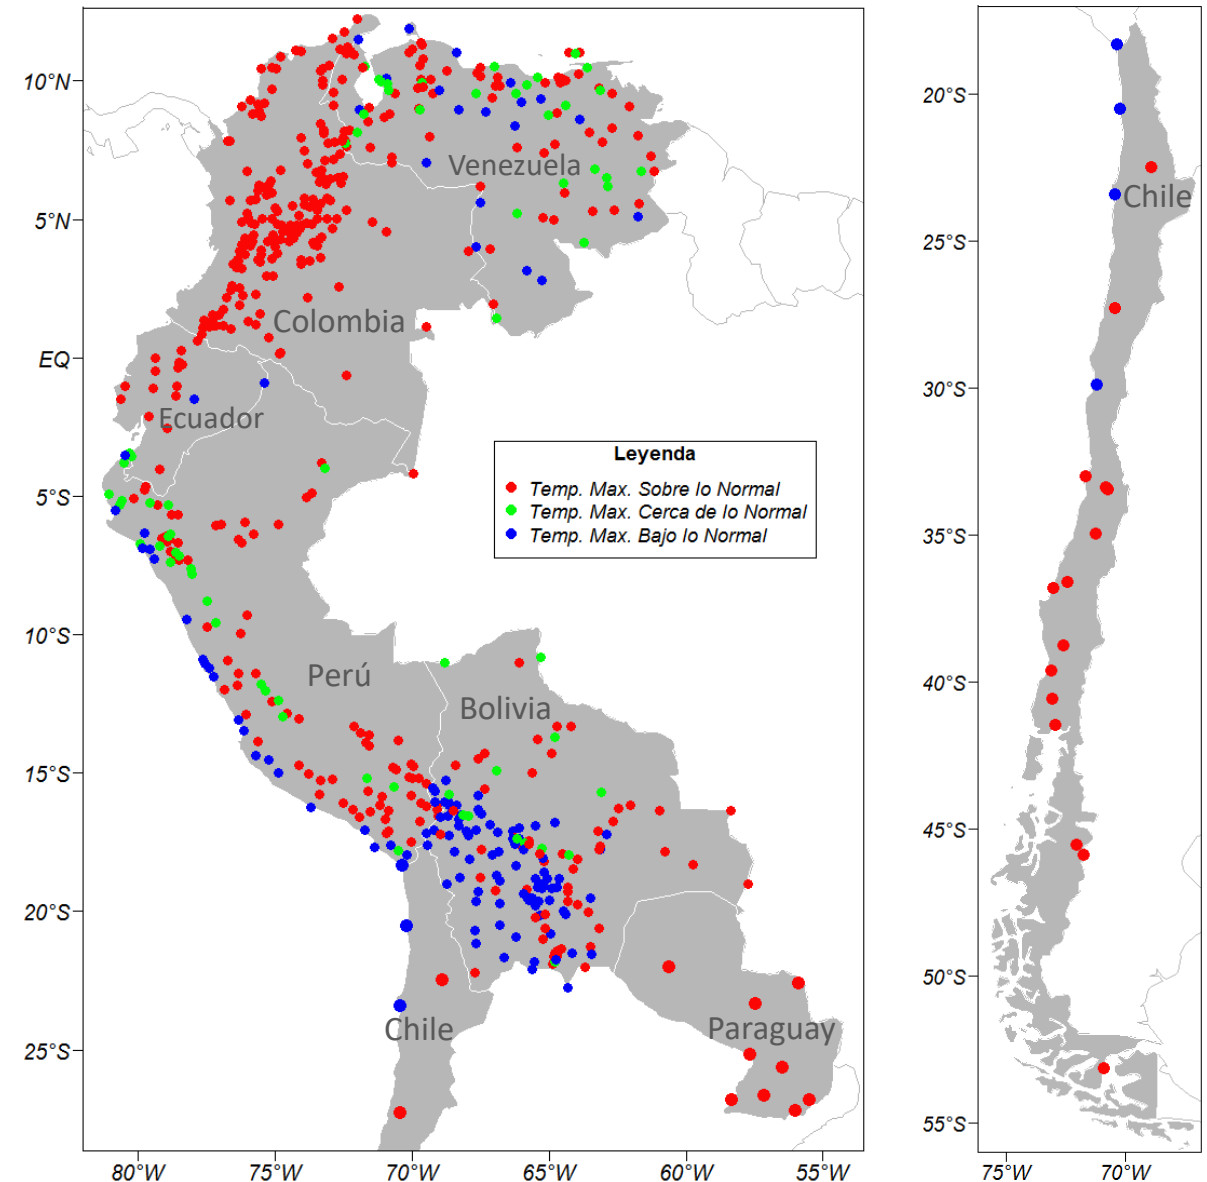 10°N
5°N
EQ
5°S
10°S
15°S
20°S
25°S
80°W
75°W
70°W
65°W
60°W
55°W
Venezuela
Colombia
Ecuador
Perú
Bolivia
Chile
Paraguay
Leyenda
Temp. Max. Sobre lo Normal
Temp. Max. Cerca de lo Normal
Temp. Max. Bajo lo Normal
20°S
25°S
30°S
35°S
40°S
45°S
50°S
55°S
75°W
70°W
Chile